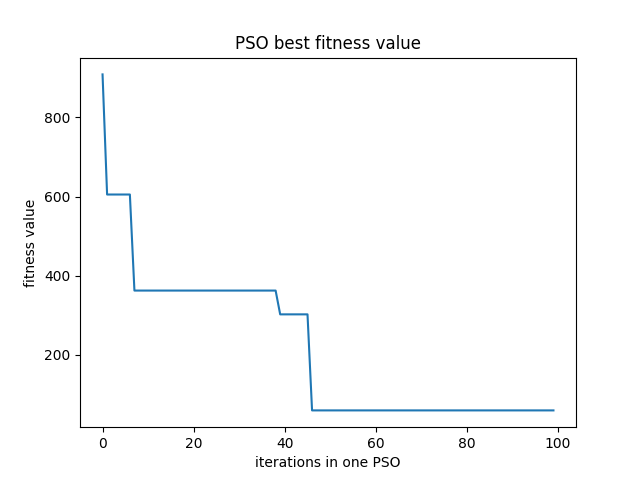 PSO best fitness value
800
600
400
200
fitness value
0 20 40 60 80 100
iterations in one PSO